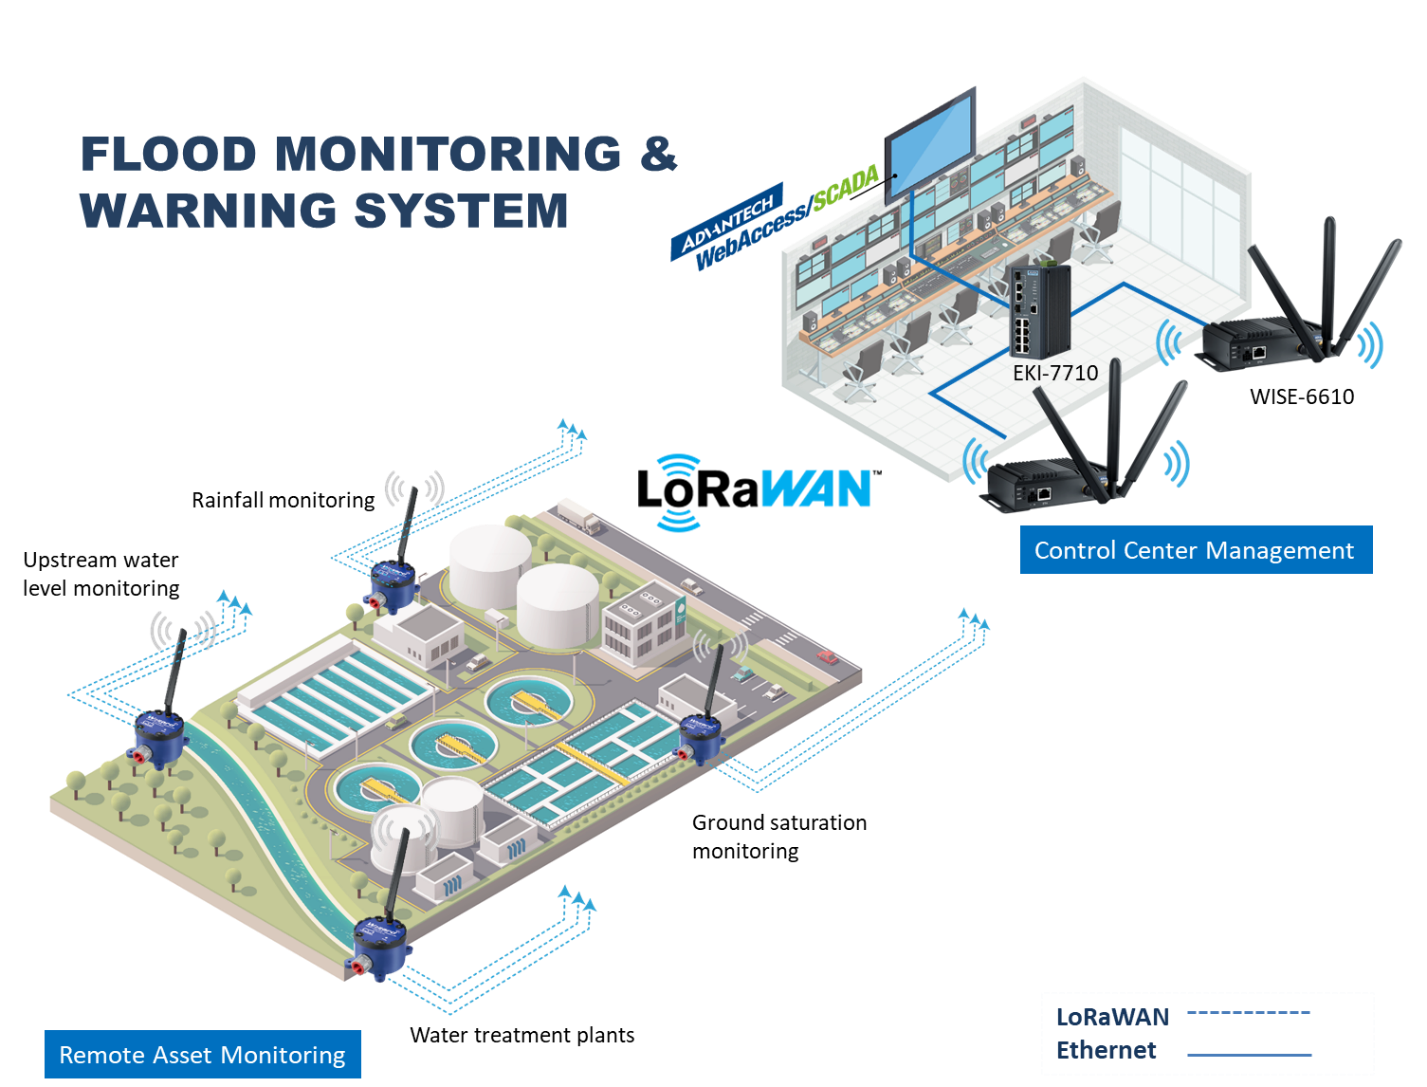 FLOOD MONITORING &
WARNING SYSTEM
ADVANTECH
WebAccess/SCADA
EKI-7710
WISE-6610
LoRaWAN™
Control Center Management
Rainfall monitoring
Upstream water
level monitoring
Ground saturation
monitoring
Water treatment plants
Remote Asset Monitoring
LoRaWAN
Ethernet